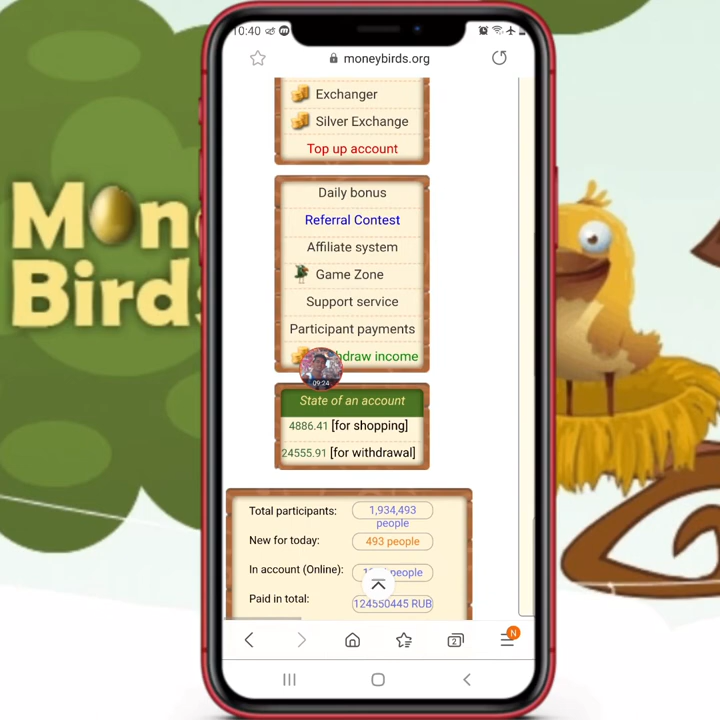 Mon
Birds
10:40
moneybirds.org
Exchanger
Silver Exchange
Top up account
Daily bonus
Referral Contest
Affiliate system
Game Zone
Support service
Participant payments
hdraw income
09:24
State of an account
4886.41 [for shopping]
24555.91 [for withdrawal]
Total participants: 1,934,493 people
New for today: 493 people
In account (Online): people
Paid in total: 124550445 RUB
2
N